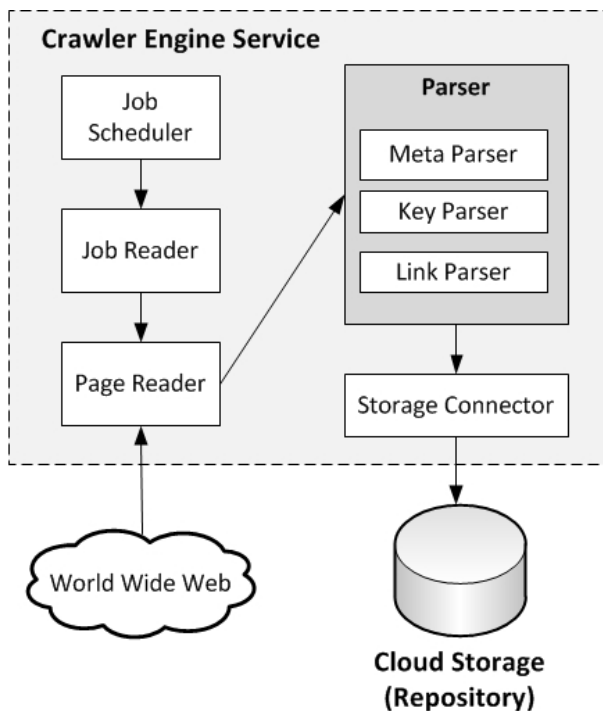 Crawler Engine Service
Job
Scheduler
Job Reader
Page Reader
World Wide Web
Parser
Meta Parser
Key Parser
Link Parser
Storage Connector
Cloud Storage
(Repository)